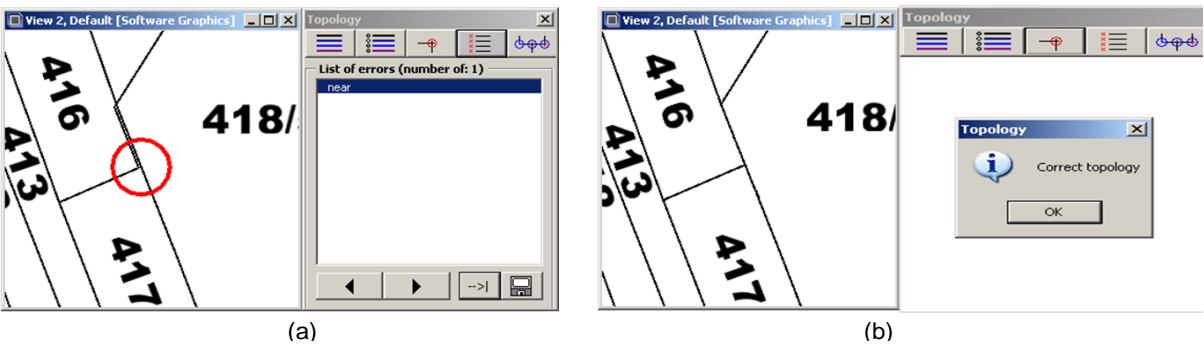 View 2, Default [Software Graphics]
Topology
List of errors (number of: 1)
near
416
418/
413
417
-->|
(a)
View 2, Default [Software Graphics]
Topology
416
418/
413
417
Topology
Correct topology
OK
(b)